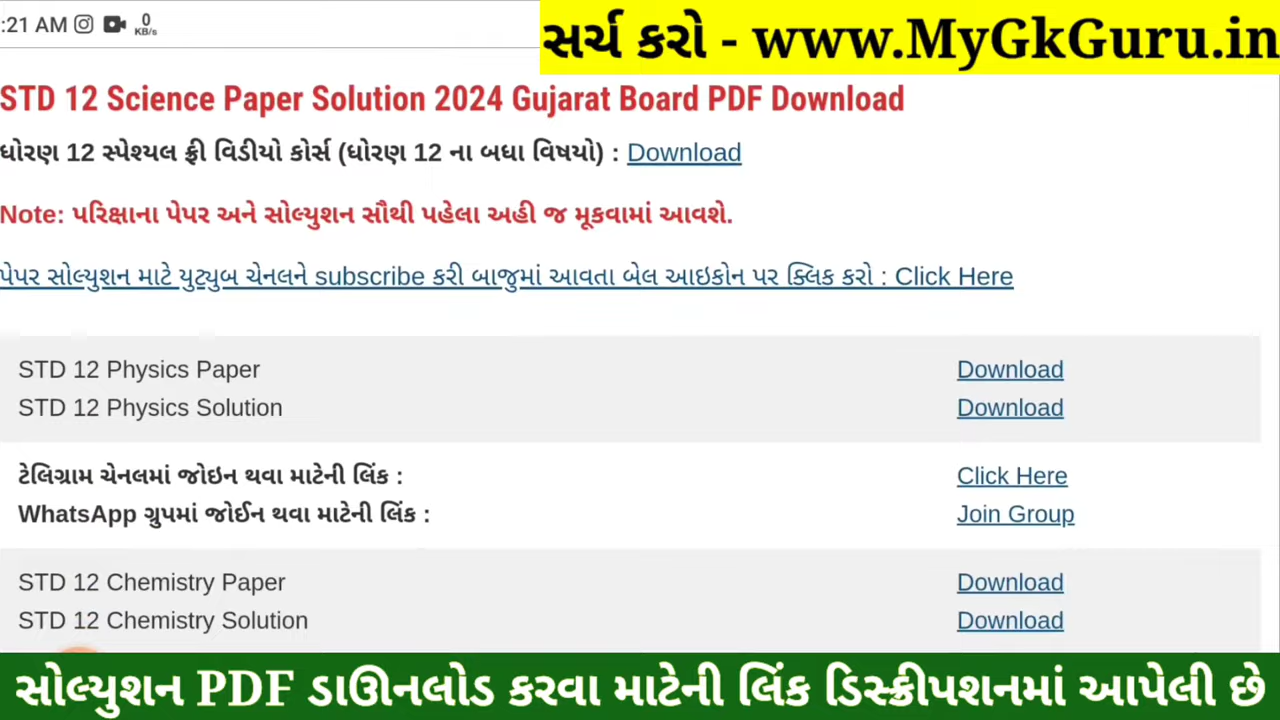 :21 AM 0 KB/s
સર્ચ કરો - www.MyGkGuru.in
STD 12 Science Paper Solution 2024 Gujarat Board PDF Download
ધોરણ 12 સ્પેશ્યલ ફ્રી વિડીયો કોર્સ (ધોરણ 12 ના બધા વિષયો) : Download
Note: પરિક્ષાના પેપર અને સોલ્યુશન સૌથી પહેલા અહી જ મૂકવામાં આવશે.
પેપર સોલ્યુશન માટે યુટ્યુબ ચેનલને subscribe કરી બાજુમાં આવતા બેલ આઇકોન પર ક્લિક કરો : Click Here
STD 12 Physics Paper Download
STD 12 Physics Solution Download
ટેલિગ્રામ ચેનલમાં જોઇન થવા માટેની લિંક : Click Here
WhatsApp ગ્રુપમાં જોઈન થવા માટેની લિંક : Join Group
STD 12 Chemistry Paper Download
STD 12 Chemistry Solution Download
સોલ્યુશન PDF ડાઊનલોડ કરવા માટેની લિંક ડિસ્ક્રીપશનમાં આપેલી છે